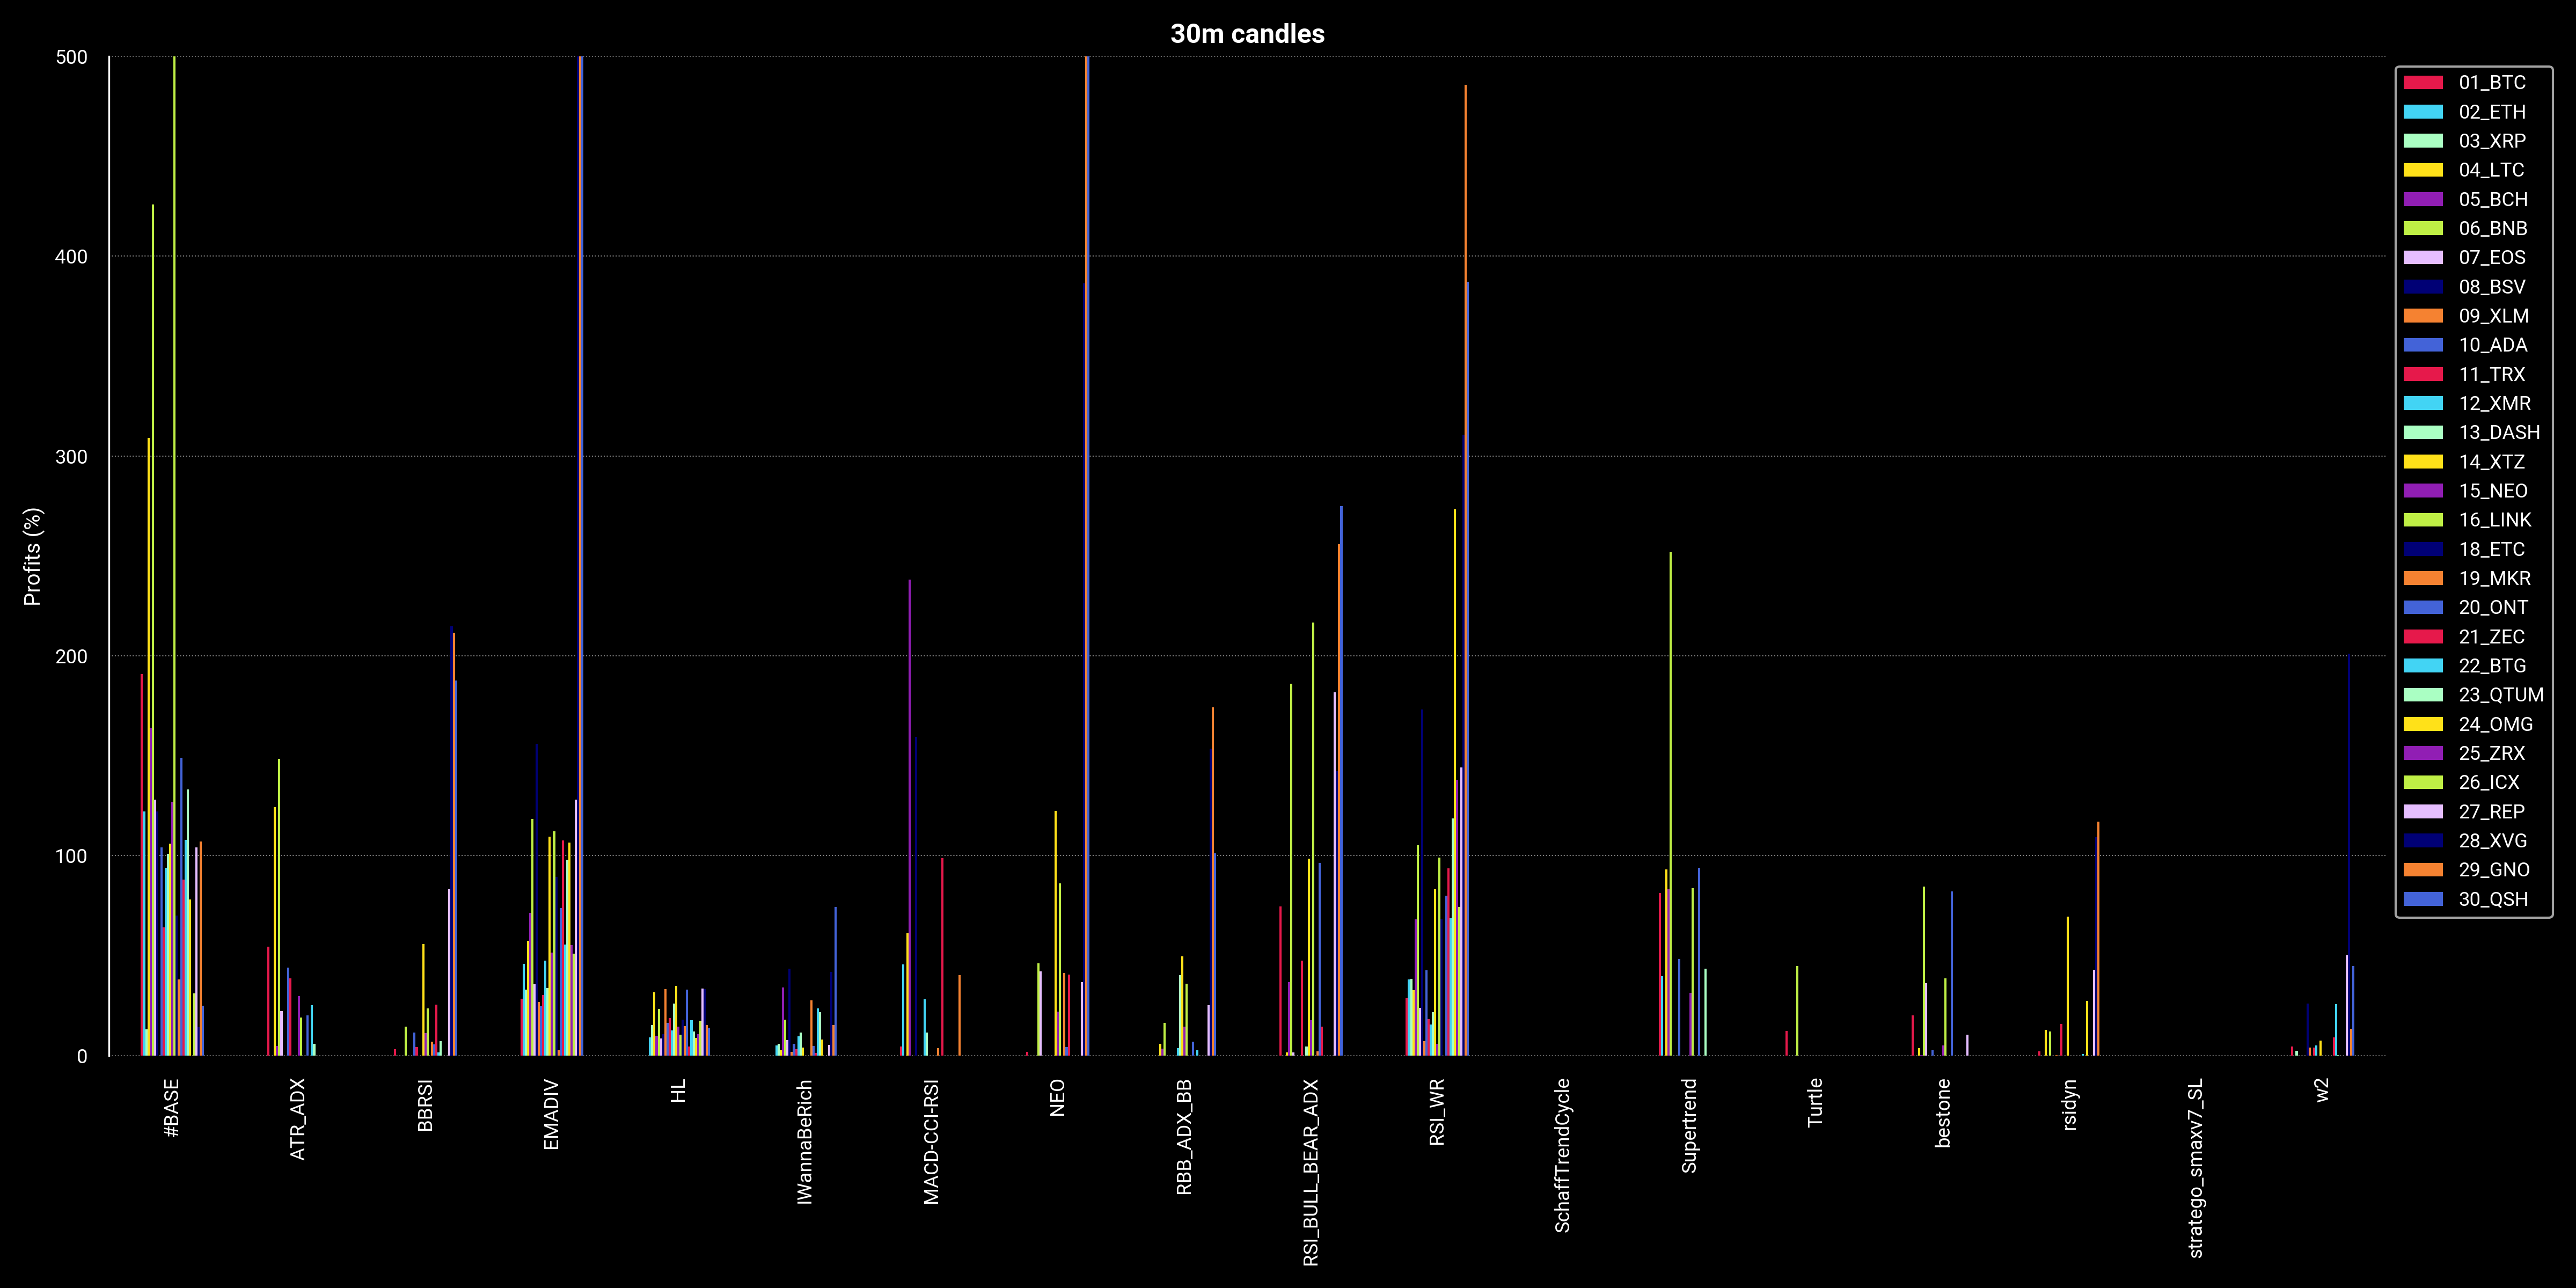 30m candles
500
400
300
200
100
0
Profits (%)
#BASE
ATR_ADX
BBRSI
EMADIV
HL
IWannaBeRich
MACD-CCI-RSI
NEO
RBB_ADX_BB
RSI_BULL_BEAR_ADX
RSI_WR
SchaffTrendCycle
Supertrend
Turtle
bestone
rsidyn
stratego_smaxv7_SL
w2
01_BTC
02_ETH
03_XRP
04_LTC
05_BCH
06_BNB
07_EOS
08_BSV
09_XLM
10_ADA
11_TRX
12_XMR
13_DASH
14_XTZ
15_NEO
16_LINK
18_ETC
19_MKR
20_ONT
21_ZEC
22_BTG
23_QTUM
24_OMG
25_ZRX
26_ICX
27_REP
28_XVG
29_GNO
30_QSH